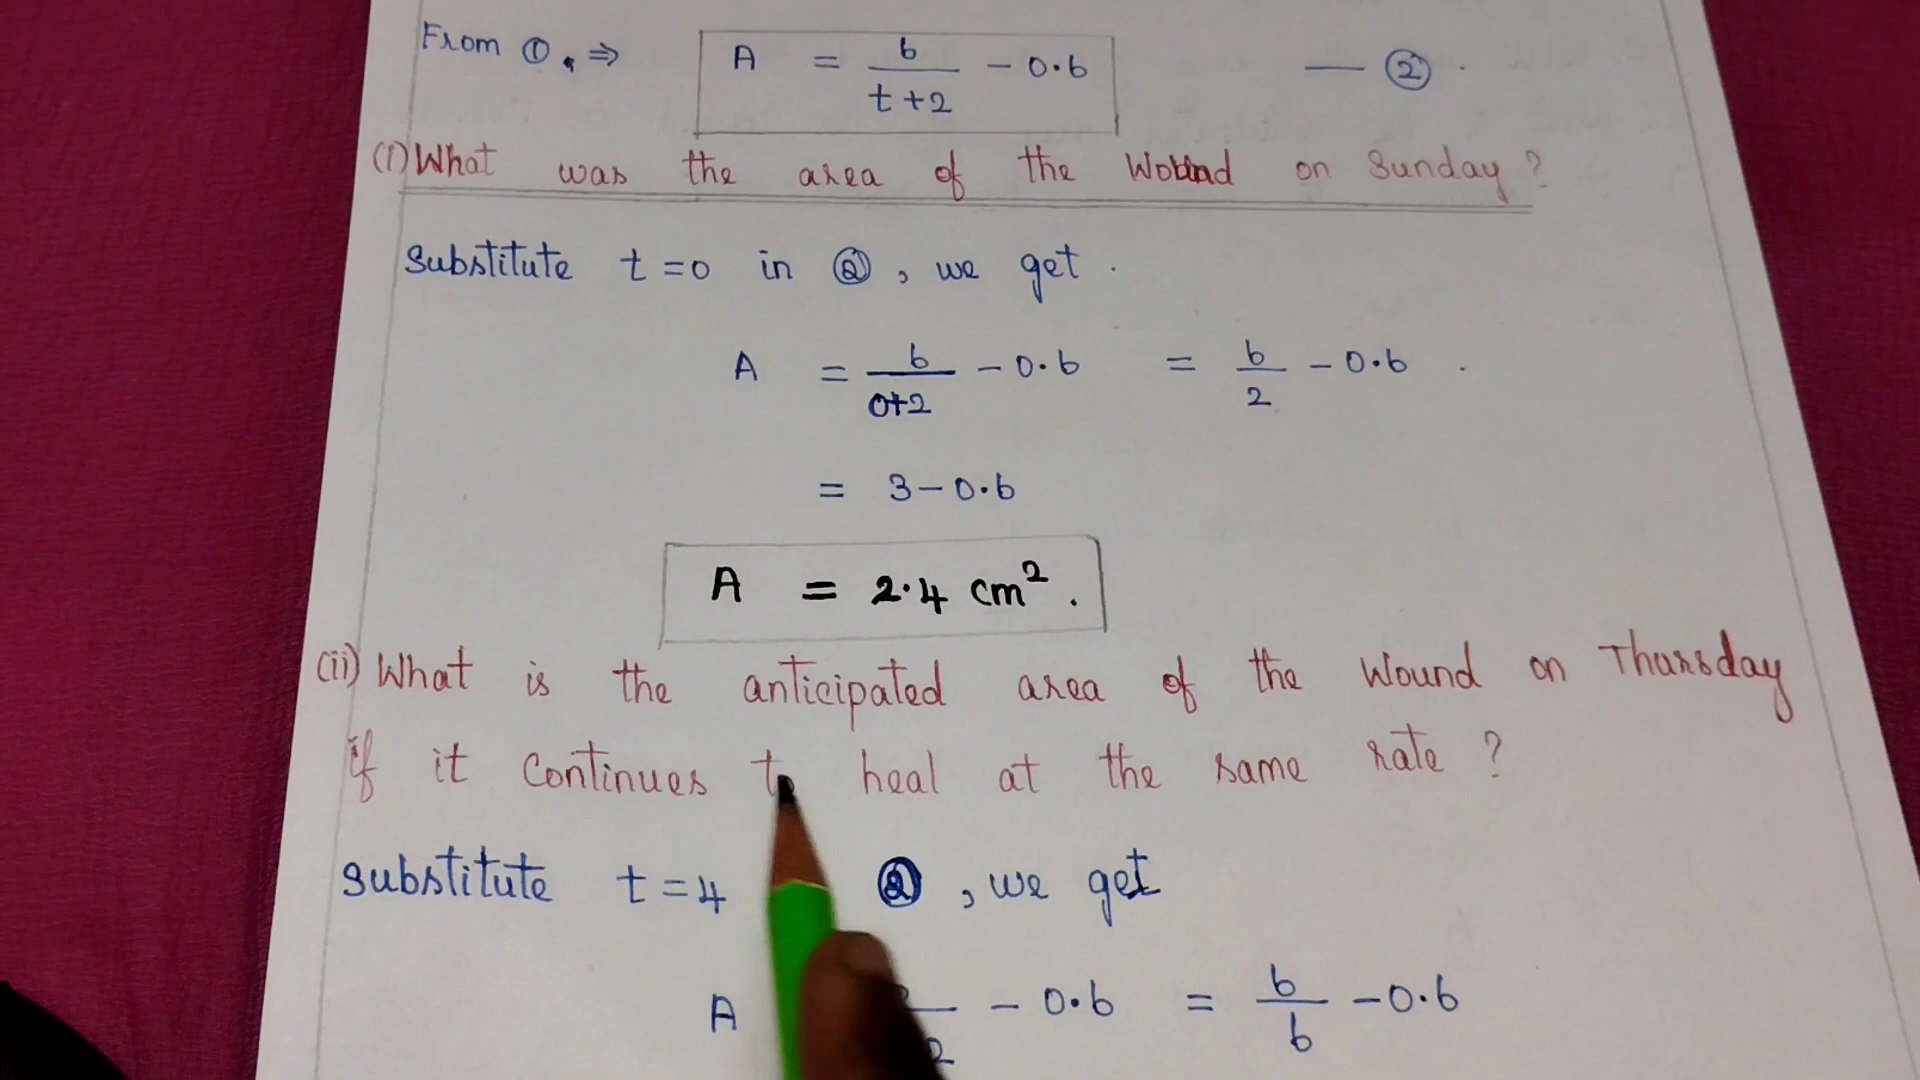 From ①, ⇒ A = 6/(t+2) - 0.6 — ②.
(i) What was the area of the Wound on Sunday?
Substitute t=0 in ②, we get.
A = 6/(0+2) - 0.6 = 6/2 - 0.6.
= 3-0.6
A = 2.4 cm².
(ii) What is the anticipated area of the Wound on Thursday
if it continues to heal at the same rate?
Substitute t=4 ②, we get
A - 0.6 = 6/6 - 0.6